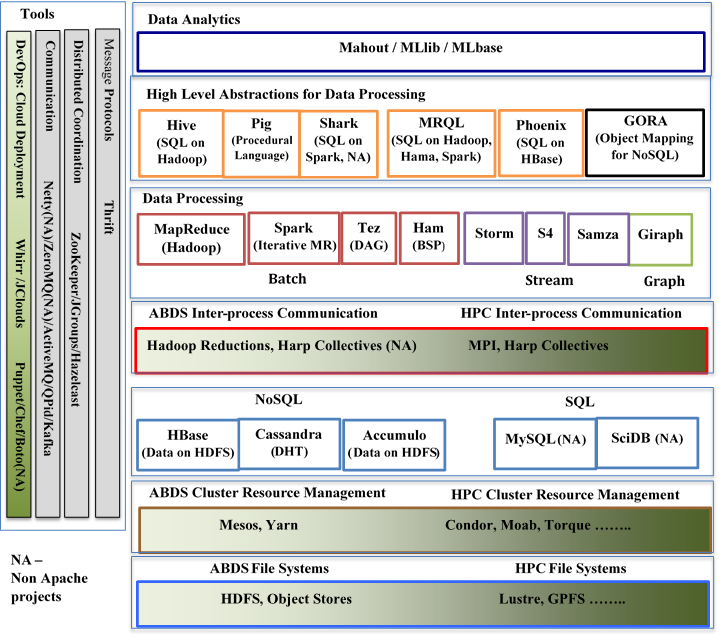 Tools
DevOps: Cloud Deployment Whirr /JClouds Puppet/Chef/Boto(NA)
Communication Netty(NA)/ZeroMQ(NA)/ActiveMQ/QPid/Kafka
Distributed Coordination ZooKeeper/JGroups/Hazelcast
Message Protocols Thrift
NA –
Non Apache
projects
Data Analytics
Mahout / MLlib / MLbase
High Level Abstractions for Data Processing
Hive
(SQL on
Hadoop)
Pig
(Procedural
Language)
Shark
(SQL on
Spark, NA)
MRQL
(SQL on Hadoop,
Hama, Spark)
Phoenix
(SQL on
HBase)
GORA
(Object Mapping
for NoSQL)
Data Processing
MapReduce
(Hadoop)
Spark
(Iterative MR)
Tez
(DAG)
Ham
(BSP)
Storm
S4
Samza
Giraph
Batch
Stream
Graph
ABDS Inter-process Communication
HPC Inter-process Communication
Hadoop Reductions, Harp Collectives (NA)
MPI, Harp Collectives
NoSQL
SQL
HBase
(Data on HDFS)
Cassandra
(DHT)
Accumulo
(Data on HDFS)
MySQL (NA)
SciDB (NA)
ABDS Cluster Resource Management
HPC Cluster Resource Management
Mesos, Yarn
Condor, Moab, Torque ……..
ABDS File Systems
HPC File Systems
HDFS, Object Stores
Lustre, GPFS ……..